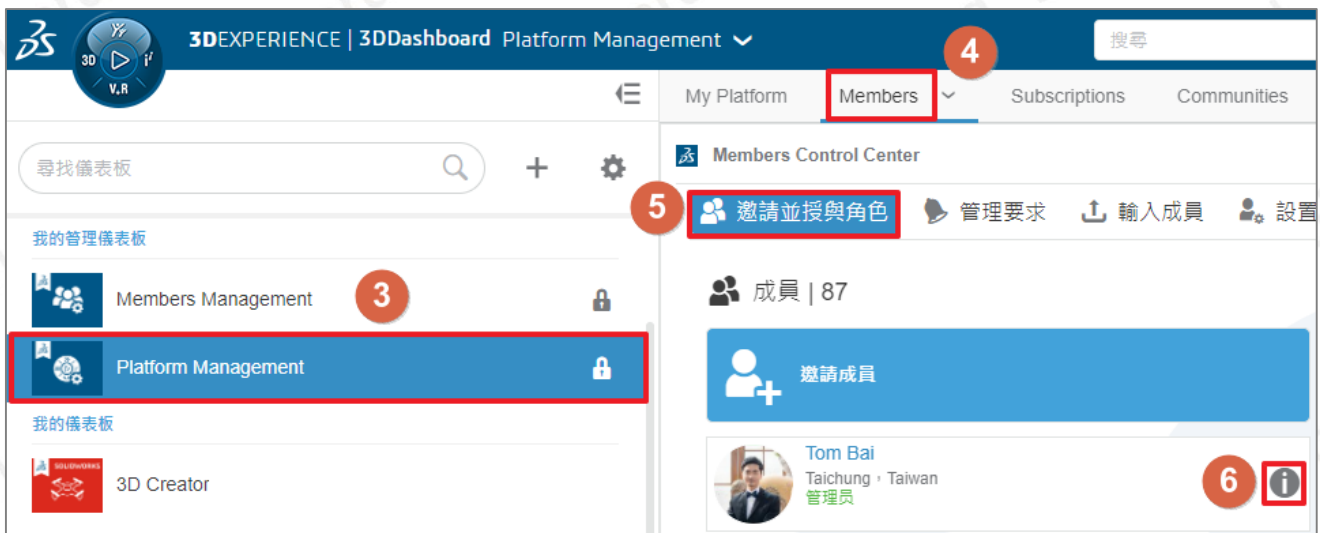 3DEXPERIENCE | 3DDashboard Platform Management
搜尋
3D
V.R
4
My Platform
Members
Subscriptions
Communities
尋找儀表板
Members Control Center
5
邀請並授與角色
管理要求
輸入成員
設置
我的管理儀表板
Members Management
3
成員 | 87
Platform Management
邀請成員
我的儀表板
SOLIDWORKS
3D Creator
Tom Bai
Taichung，Taiwan
管理员
6